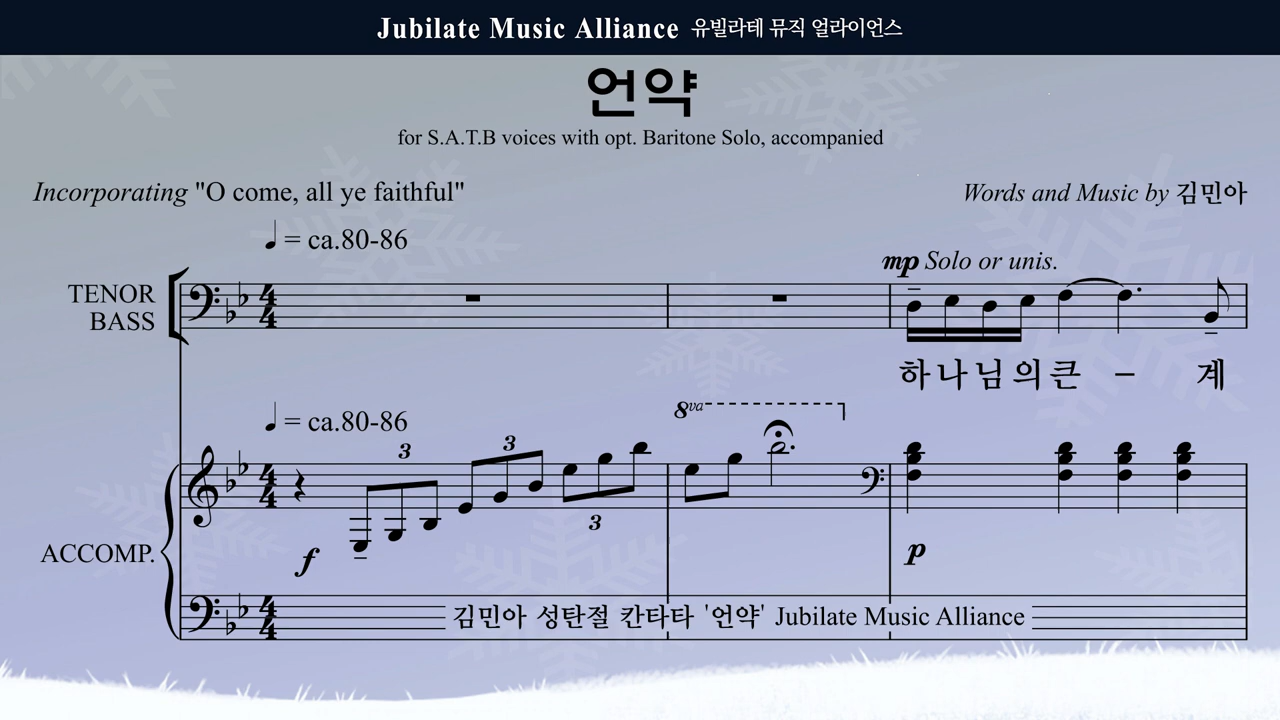 Jubilate Music Alliance 유빌라테 뮤직 얼라이언스
언약
for S.A.T.B voices with opt. Baritone Solo, accompanied
Incorporating "O come, all ye faithful"
Words and Music by 김민아
♩ = ca.80-86
mp Solo or unis.
TENOR
BASS
하나님의큰 – 계
♩ = ca.80-86
8va
3
3
3
ACCOMP.
f
p
김민아 성탄절 칸타타 '언약' Jubilate Music Alliance